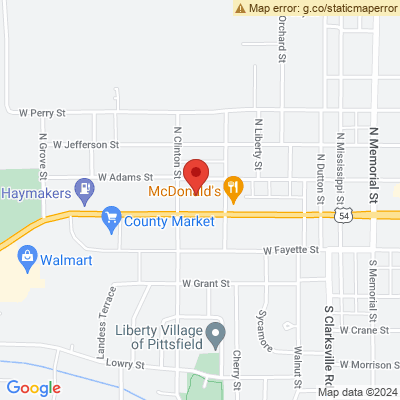 Map error: g.co/staticmaperror
N Orchard St
W Perry St
N Grove St
N Clinton St
N Liberty St
W Jefferson St
N Dutton St
N Mississippi St
N Memorial St
W Adams St
Haymakers
McDonald's
County Market
54
Walmart
W Fayette St
W Grant St
Landess Terrace
Liberty Village
of Pittsfield
Sycamore
S Clarksville Rd
S Memorial St
W Crane St
Lowry St
Cherry St
Walnut St
W Morrison St
Google
Map data ©2024